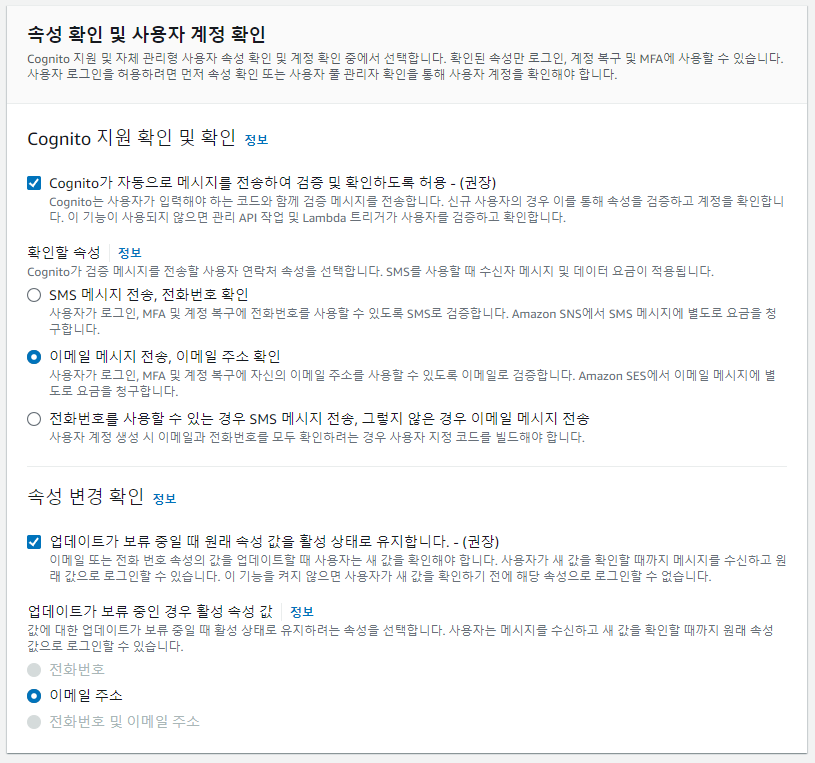 속성 확인 및 사용자 계정 확인
Cognito 지원 및 자체 관리형 사용자 속성 확인 및 계정 확인 중에서 선택합니다. 확인된 속성만 로그인, 계정 복구 및 MFA에 사용할 수 있습니다.
사용자 로그인을 허용하려면 먼저 속성 확인 또는 사용자 풀 관리자 확인을 통해 사용자 계정을 확인해야 합니다.
Cognito 지원 확인 및 확인 정보
Cognito가 자동으로 메시지를 전송하여 검증 및 확인하도록 허용 - (권장)
Cognito는 사용자가 입력해야 하는 코드와 함께 검증 메시지를 전송합니다. 신규 사용자의 경우 이를 통해 속성을 검증하고 계정을 확인합니
다. 이 기능이 사용되지 않으면 관리 API 작업 및 Lambda 트리거가 사용자를 검증하고 확인합니다.
확인할 속성 정보
Cognito가 검증 메시지를 전송할 사용자 연락처 속성을 선택합니다. SMS를 사용할 때 수신자 메시지 및 데이터 요금이 적용됩니다.
SMS 메시지 전송, 전화번호 확인
사용자가 로그인, MFA 및 계정 복구에 전화번호를 사용할 수 있도록 SMS로 검증합니다. Amazon SNS에서 SMS 메시지에 별도로 요금을 청
구합니다.
이메일 메시지 전송, 이메일 주소 확인
사용자가 로그인, MFA 및 계정 복구에 자신의 이메일 주소를 사용할 수 있도록 이메일로 검증합니다. Amazon SES에서 이메일 메시지에 별
도로 요금을 청구합니다.
전화번호를 사용할 수 있는 경우 SMS 메시지 전송, 그렇지 않은 경우 이메일 메시지 전송
사용자 계정 생성 시 이메일과 전화번호를 모두 확인하려는 경우 사용자 지정 코드를 빌드해야 합니다.
속성 변경 확인 정보
업데이트가 보류 중일 때 원래 속성 값을 활성 상태로 유지합니다. - (권장)
이메일 또는 전화 번호 속성의 값을 업데이트할 때 사용자는 새 값을 확인해야 합니다. 사용자가 새 값을 확인할 때까지 메시지를 수신하고 원
래 값으로 로그인할 수 있습니다. 이 기능을 켜지 않으면 사용자가 새 값을 확인하기 전에 해당 속성으로 로그인할 수 없습니다.
업데이트가 보류 중인 경우 활성 속성 값 정보
값에 대한 업데이트가 보류 중일 때 활성 상태로 유지하려는 속성을 선택합니다. 사용자는 메시지를 수신하고 새 값을 확인할 때까지 원래 속성
값으로 로그인할 수 있습니다.
전화번호
이메일 주소
전화번호 및 이메일 주소